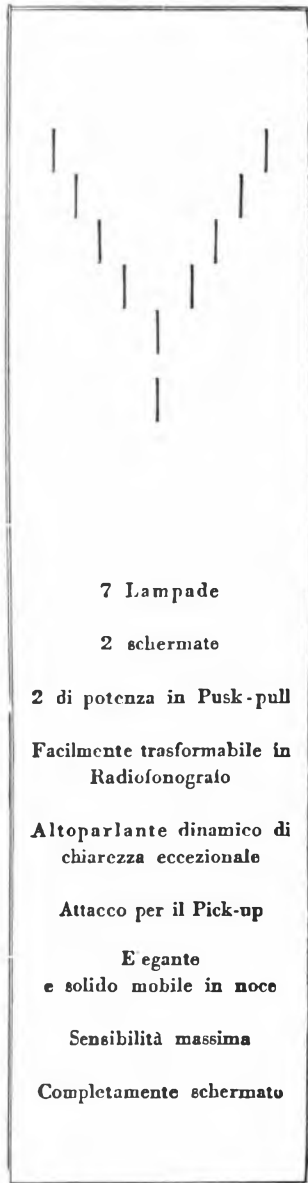 7 Lampade
2 schermate
2 di potenza in Pusk-pull
Facilmente trasformabile in
Radiofonografo
Altoparlante dinamico di
chiarezza eccezionale
Attacco per il Pick-up
E egante
e solido mobile in noce
Sensibilità massima
Completamente schermato